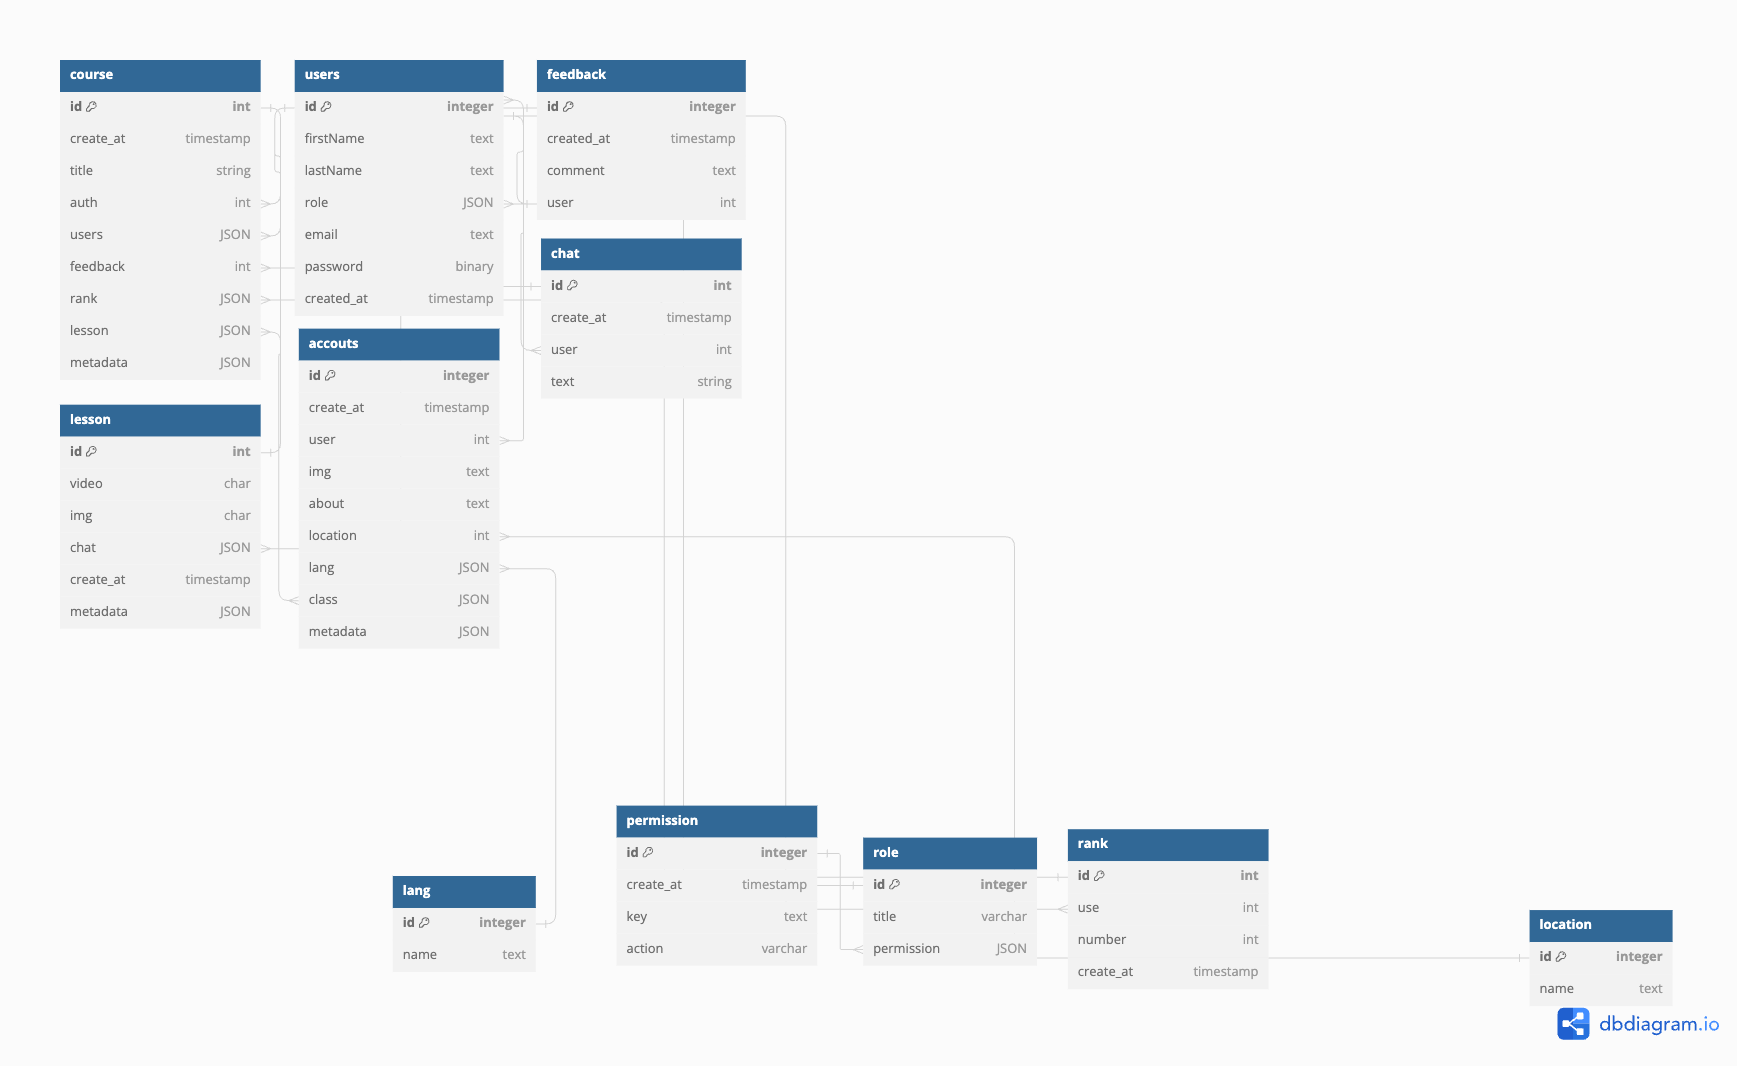 course
id int
create_at timestamp
title string
auth int
users JSON
feedback int
rank JSON
lesson JSON
metadata JSON
users
id integer
firstName text
lastName text
role JSON
email text
password binary
created_at timestamp
feedback
id integer
created_at timestamp
comment text
user int
chat
id int
create_at timestamp
user int
text string
accouts
id integer
create_at timestamp
user int
img text
about text
location int
lang JSON
class JSON
metadata JSON
lesson
id int
video char
img char
chat JSON
create_at timestamp
metadata JSON
permission
id integer
create_at timestamp
key text
action varchar
role
id integer
title varchar
permission JSON
rank
id int
use int
number int
create_at timestamp
lang
id integer
name text
location
id integer
name text
dbdiagram.io